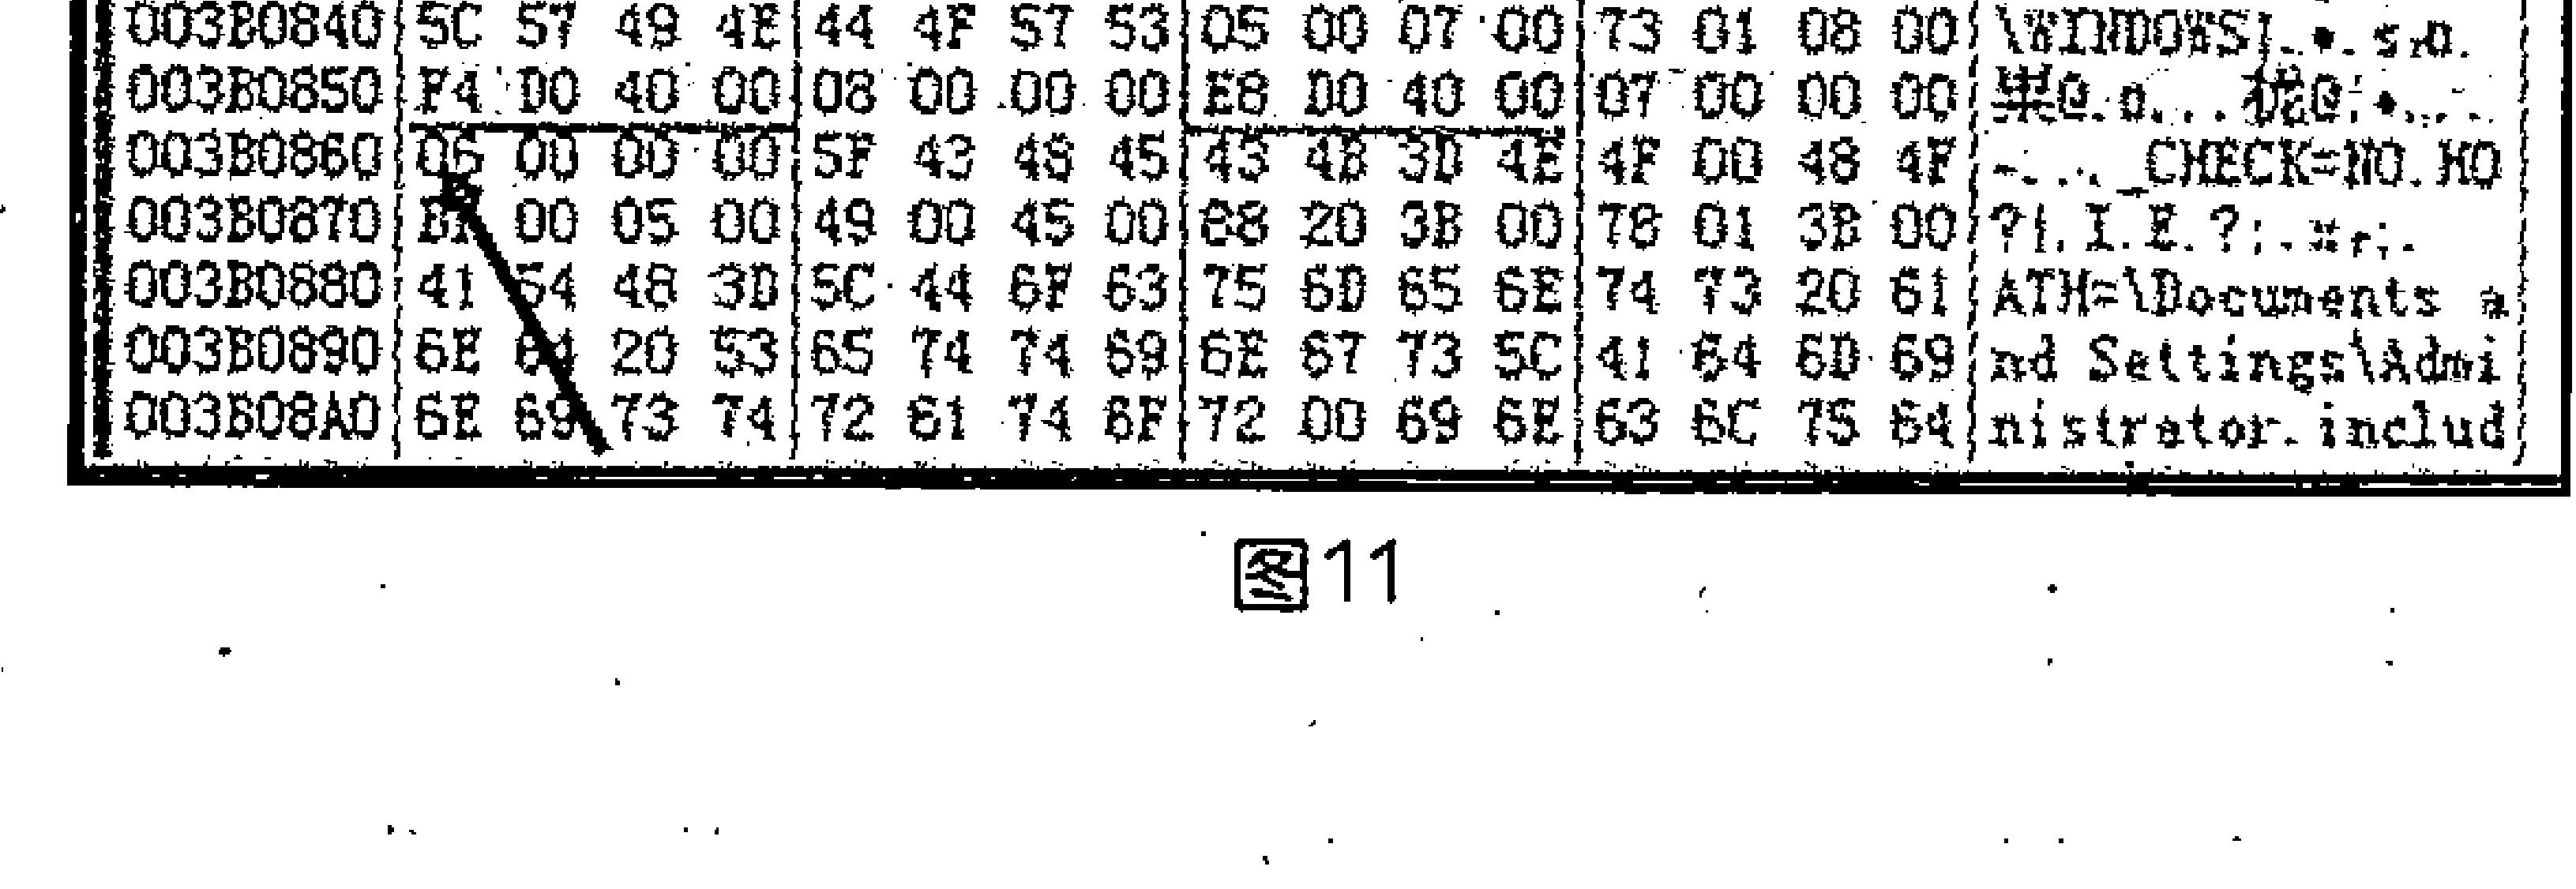 003B0840 5C 57 49 4E 44 4F 57 53 05 00 07 00 73 01 08 00 \WINDOWS
003B0850 F4 D0 40 00 08 00 00 00 E8 D0 40 00 07 00 00 00
003B0860 06 00 00 00 5F 43 48 45 43 4B 3D 4E 4F 00 48 4F _CHECK=NO.HO
003B0870 00 05 00 49 00 45 00 E8 20 3B 00 78 01 3B 00 ?|.I.E.?;.
003B0880 41 54 48 3D 5C 44 6F 63 75 6D 65 6E 74 73 20 61 ATH=\Documents a
003B0890 6E 64 20 53 65 74 74 69 6E 67 73 5C 41 64 6D 69 nd Settings\Admi
003B08A0 6E 69 73 74 72 61 74 6F 72 00 69 6E 63 6C 75 64 nistrator.includ
图11